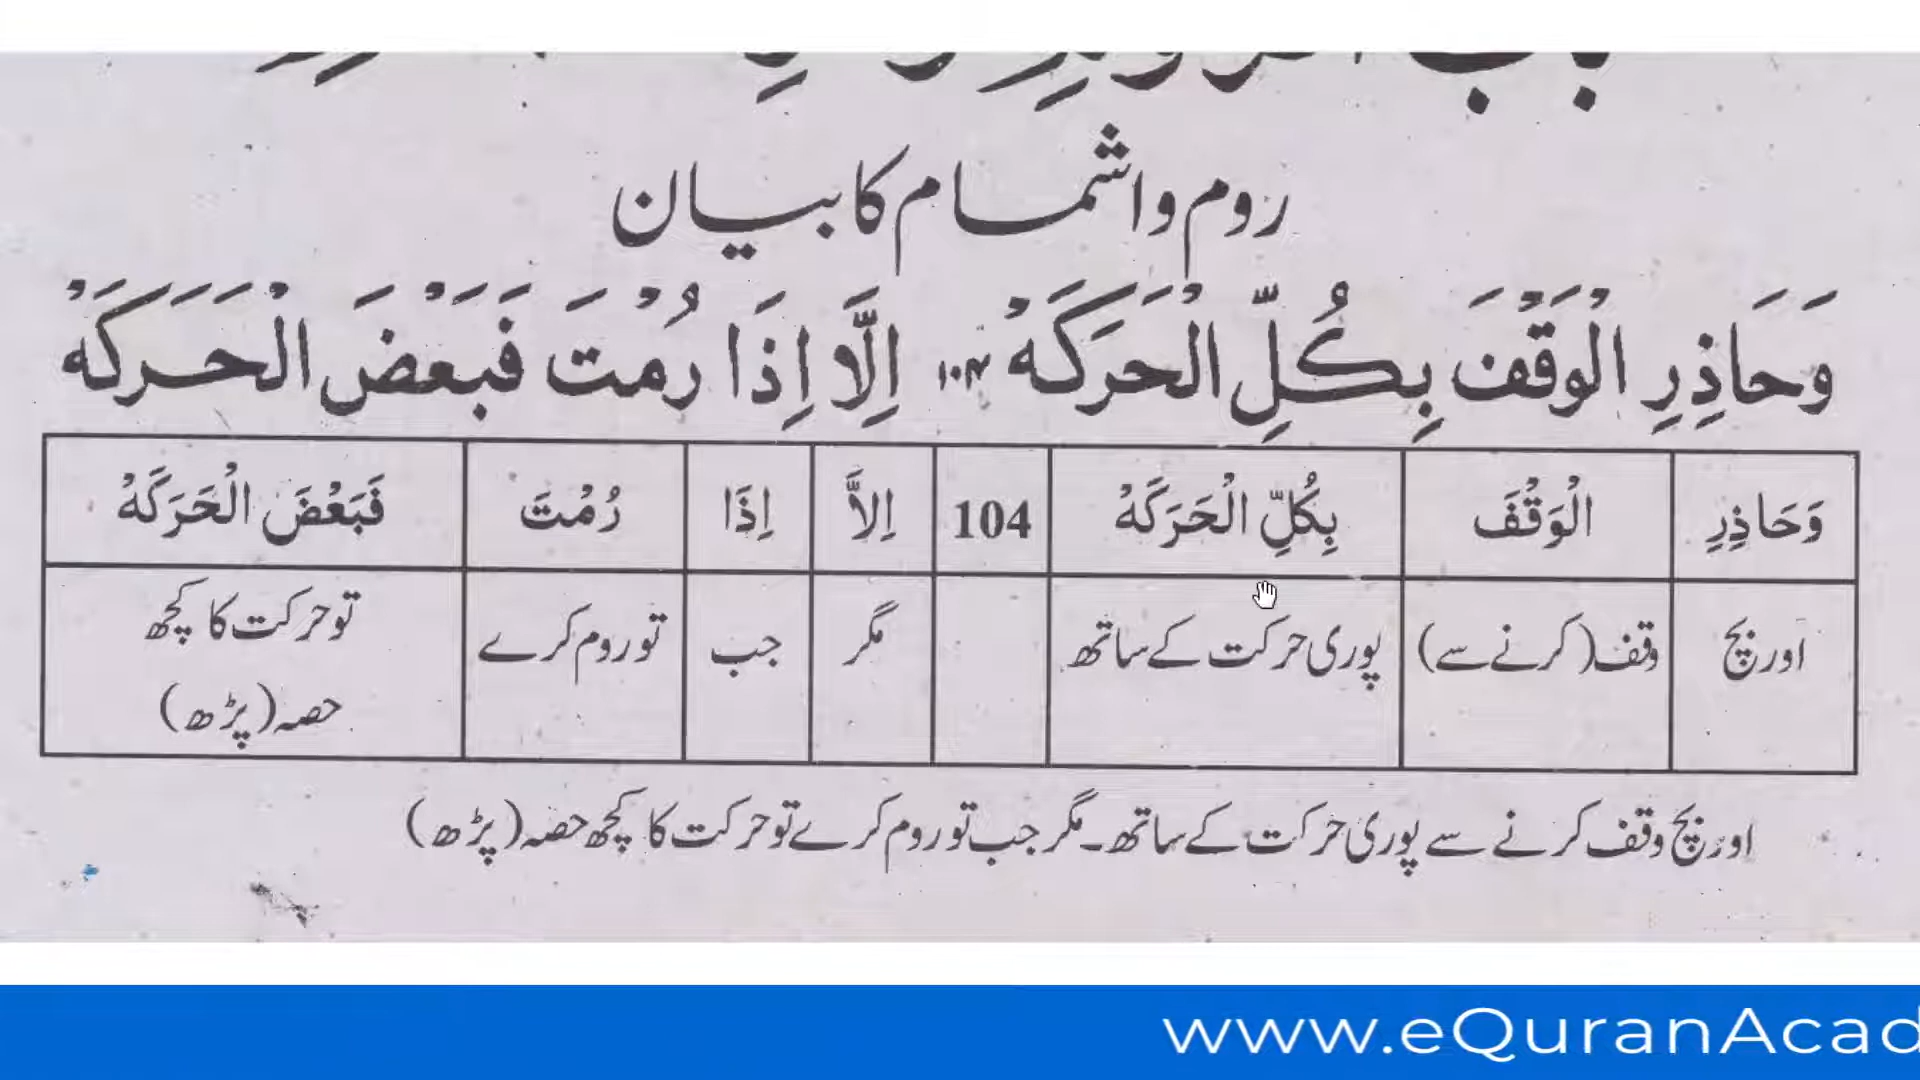 روم واشمام کا بیان
وَحَاذِرِ الْوَقْفَ بِكُلِّ الْحَرَكَهْ ۱۰۴ اِلَّا اِذَا رُمْتَ فَبَعْضَ الْحَرَكَهْ
وَحَاذِرِ الْوَقْفَ بِكُلِّ الْحَرَكَهْ 104 اِلاَّ اِذَا رُمْتَ فَبَعْضَ الْحَرَكَهْ
اور بچ وقف (کرنے سے) پوری حرکت کے ساتھ مگر جب تو روم کرے تو حرکت کا کچھ
حصہ (پڑھ)
اور بچ وقف کرنے سے پوری حرکت کے ساتھ۔ مگر جب تو روم کرے تو حرکت کا کچھ حصہ (پڑھ)
www.eQuranAcad